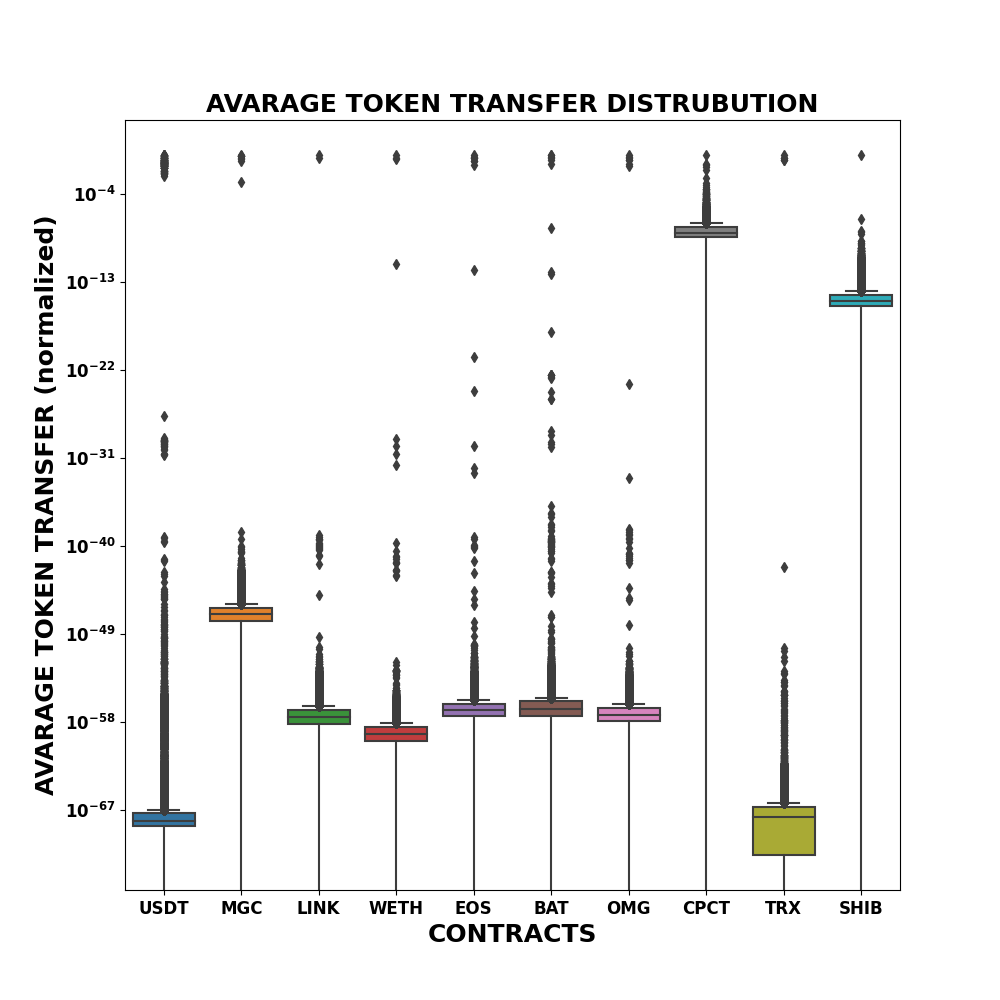 AVARAGE TOKEN TRANSFER DISTRUBUTION
AVARAGE TOKEN TRANSFER (normalized)
10⁻⁴
10⁻¹³
10⁻²²
10⁻³¹
10⁻⁴⁰
10⁻⁴⁹
10⁻⁵⁸
10⁻⁶⁷
USDT MGC LINK WETH EOS BAT OMG CPCT TRX SHIB
CONTRACTS